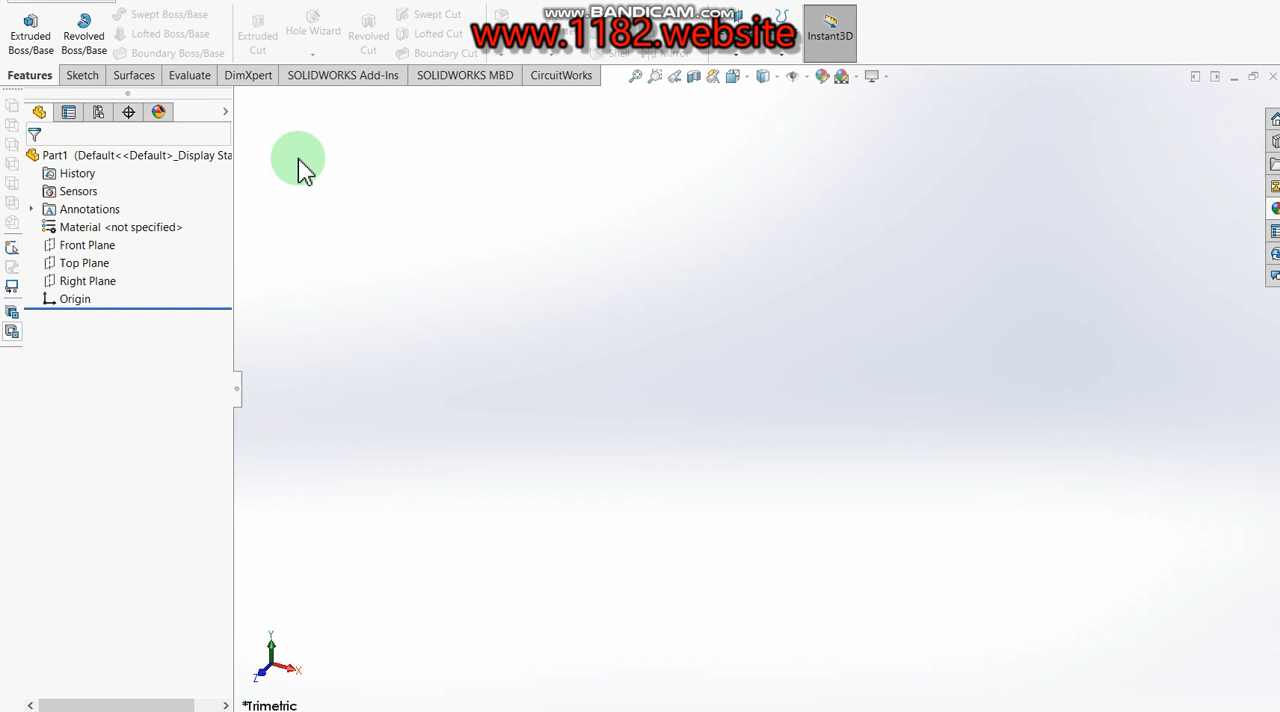 www.BANDICAM.com
www.1182.website
Extruded Boss/Base
Revolved Boss/Base
Swept Boss/Base
Lofted Boss/Base
Boundary Boss/Base
Extruded Cut
Hole Wizard
Revolved Cut
Swept Cut
Lofted Cut
Boundary Cut
Shell
Mirror
Instant3D
Features Sketch Surfaces Evaluate DimXpert SOLIDWORKS Add-Ins SOLIDWORKS MBD CircuitWorks
Part1 (Default<<Default>_Display Sta
History
Sensors
Annotations
Material <not specified>
Front Plane
Top Plane
Right Plane
Origin
Y
X
Z
*Trimetric